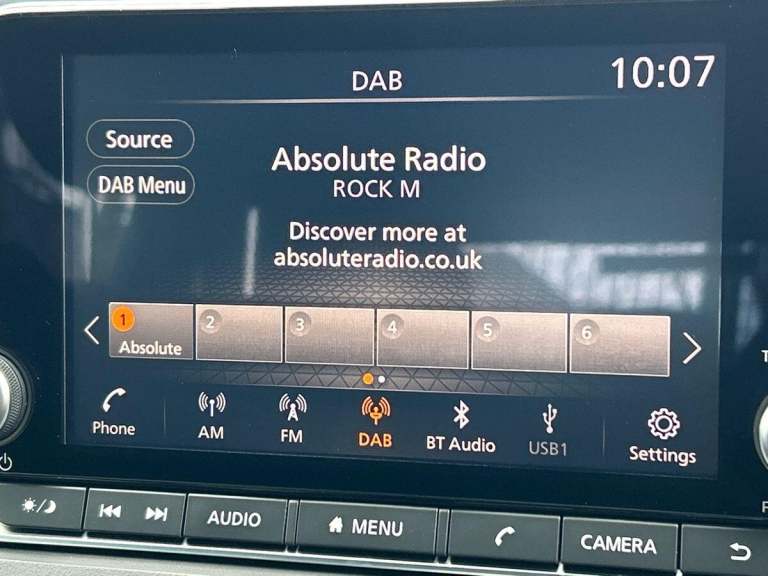 DAB
10:07
Source
DAB Menu
Absolute Radio
ROCK M
Discover more at
absoluteradio.co.uk
1
2
3
4
5
6
Absolute
Phone
AM
FM
DAB
BT Audio
USB1
Settings
AUDIO
MENU
CAMERA